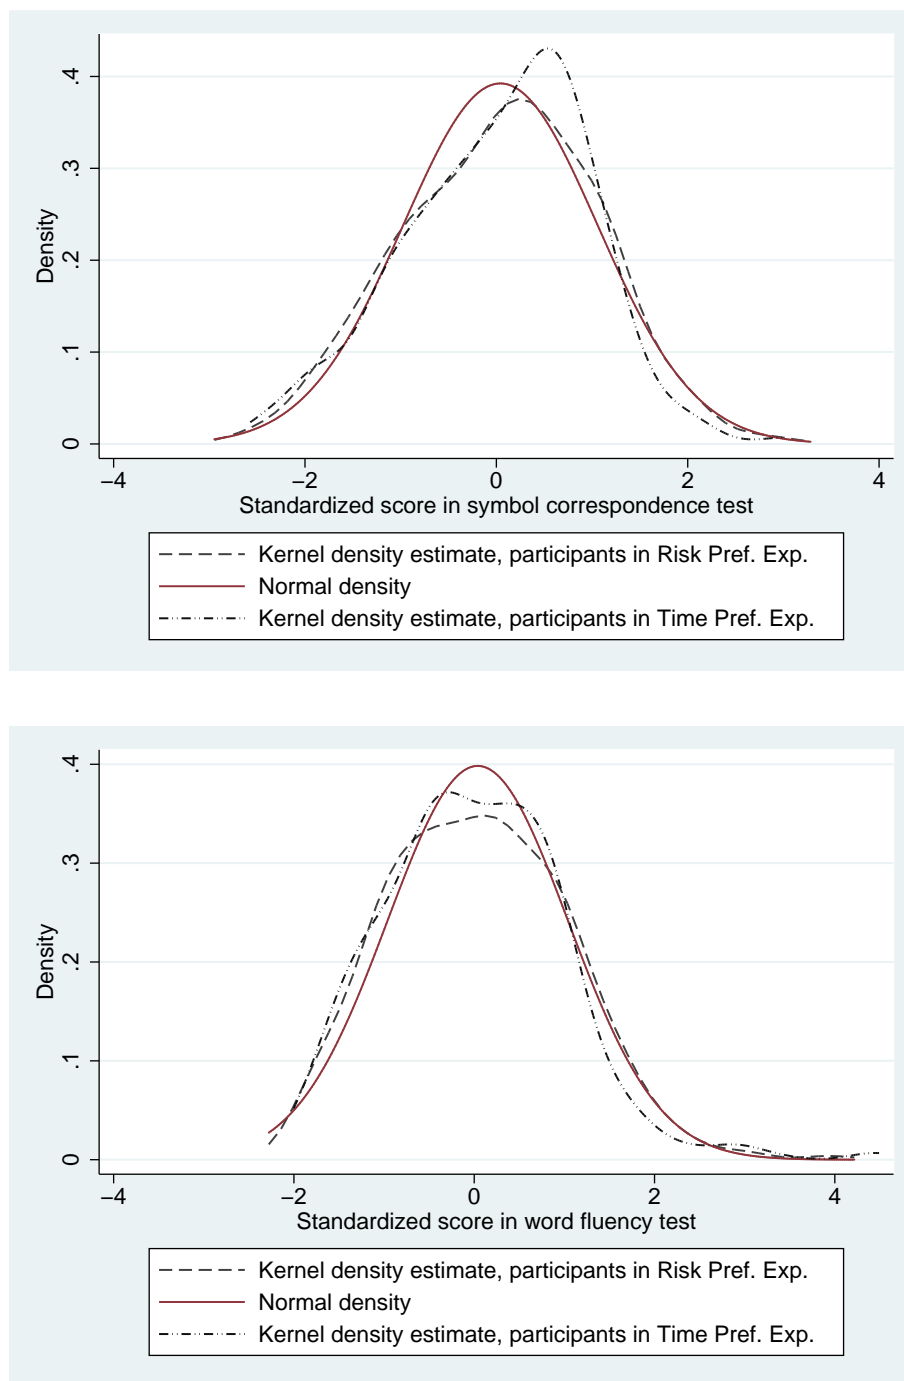 .4
.3
.2
.1
0
Density
−4 −2 0 2 4
Standardized score in symbol correspondence test
Kernel density estimate, participants in Risk Pref. Exp.
Normal density
Kernel density estimate, participants in Time Pref. Exp.
.4
.3
.2
.1
0
Density
−4 −2 0 2 4
Standardized score in word fluency test
Kernel density estimate, participants in Risk Pref. Exp.
Normal density
Kernel density estimate, participants in Time Pref. Exp.